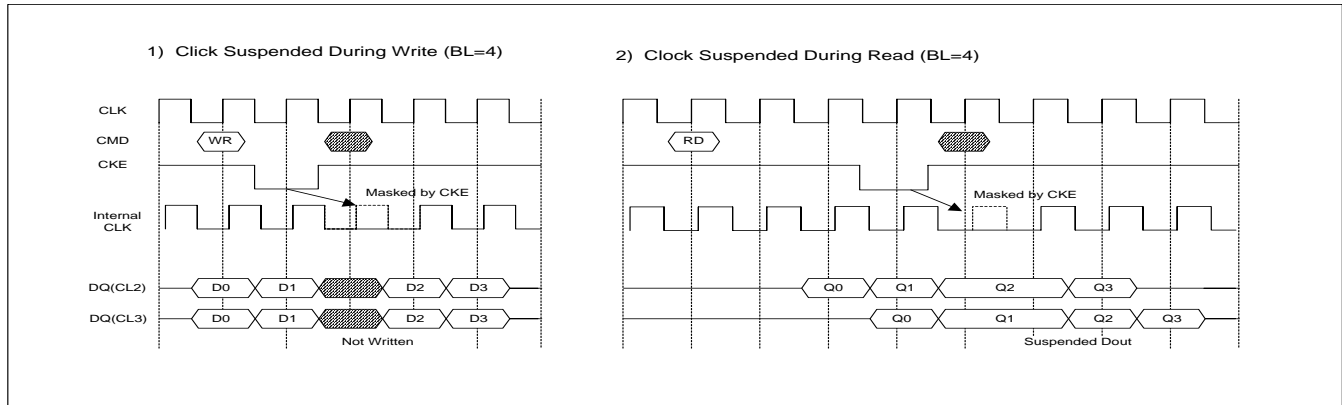 1) Click Suspended During Write (BL=4)
2) Clock Suspended During Read (BL=4)
CLK
CMD
WR
RD
CKE
Masked by CKE
Masked by CKE
Internal
CLK
DQ(CL2)
D0
D1
D2
D3
Q0
Q1
Q2
Q3
DQ(CL3)
D0
D1
D2
D3
Q0
Q1
Q2
Q3
Not Written
Suspended Dout